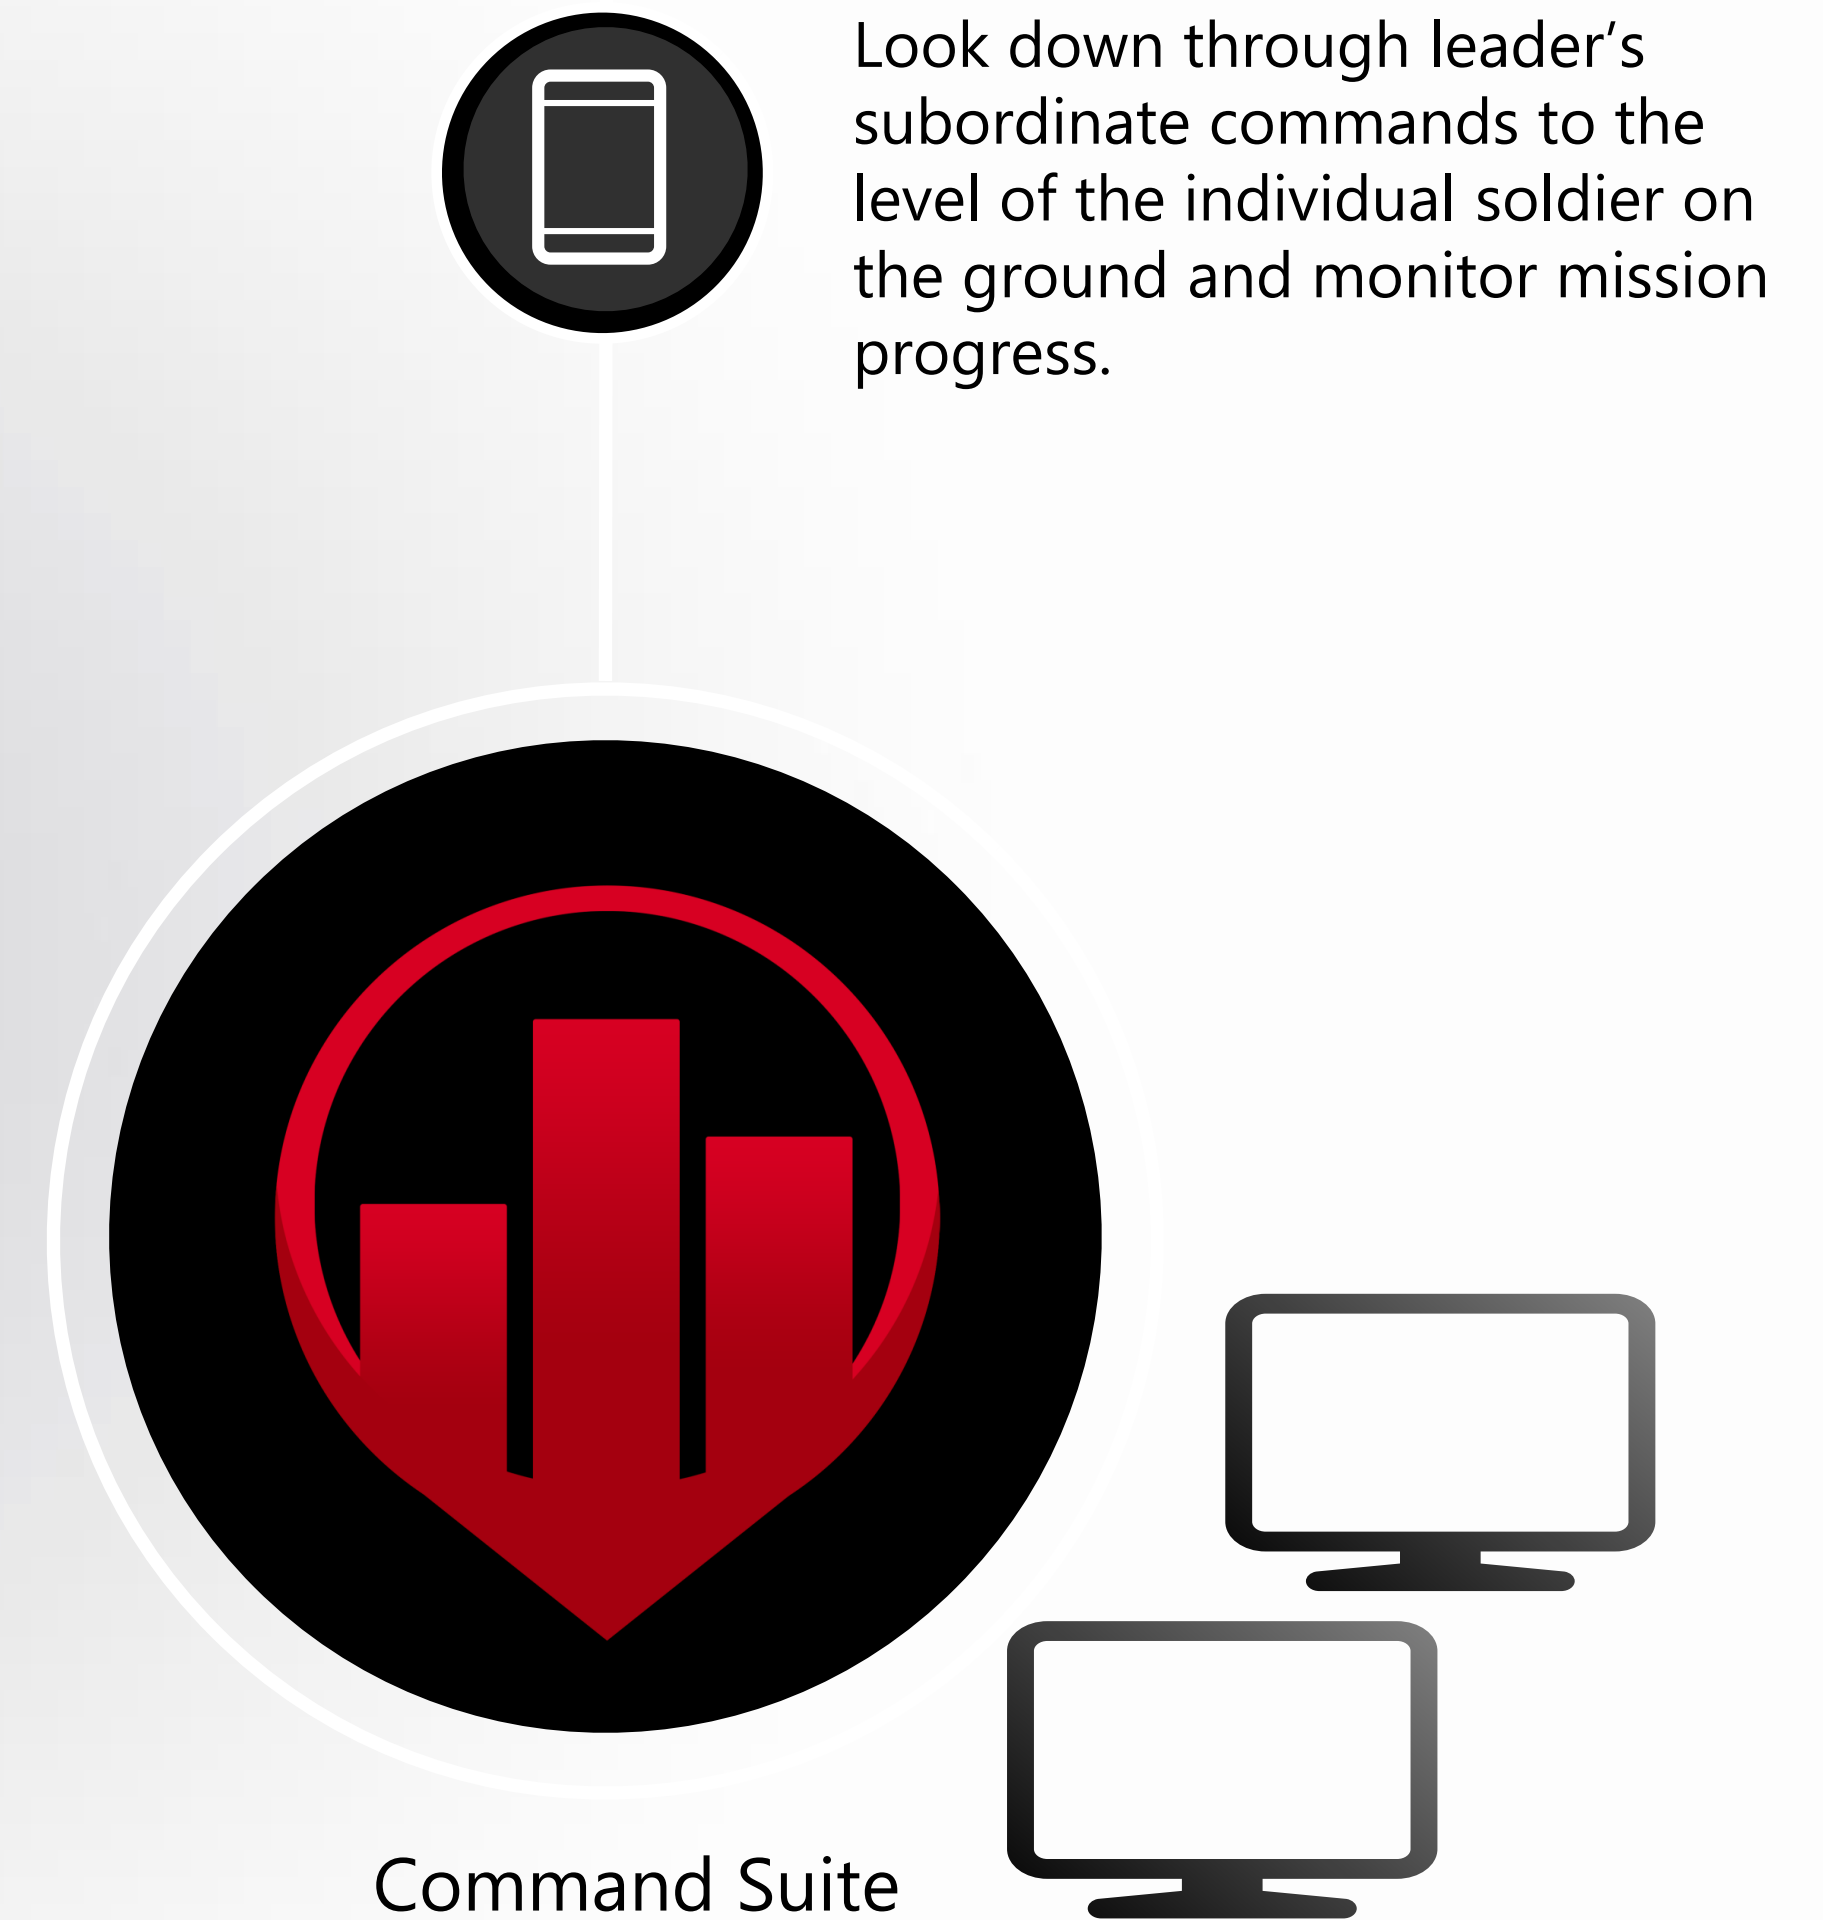 Look down through leader’s
subordinate commands to the
level of the individual soldier on
the ground and monitor mission
progress.
Command Suite